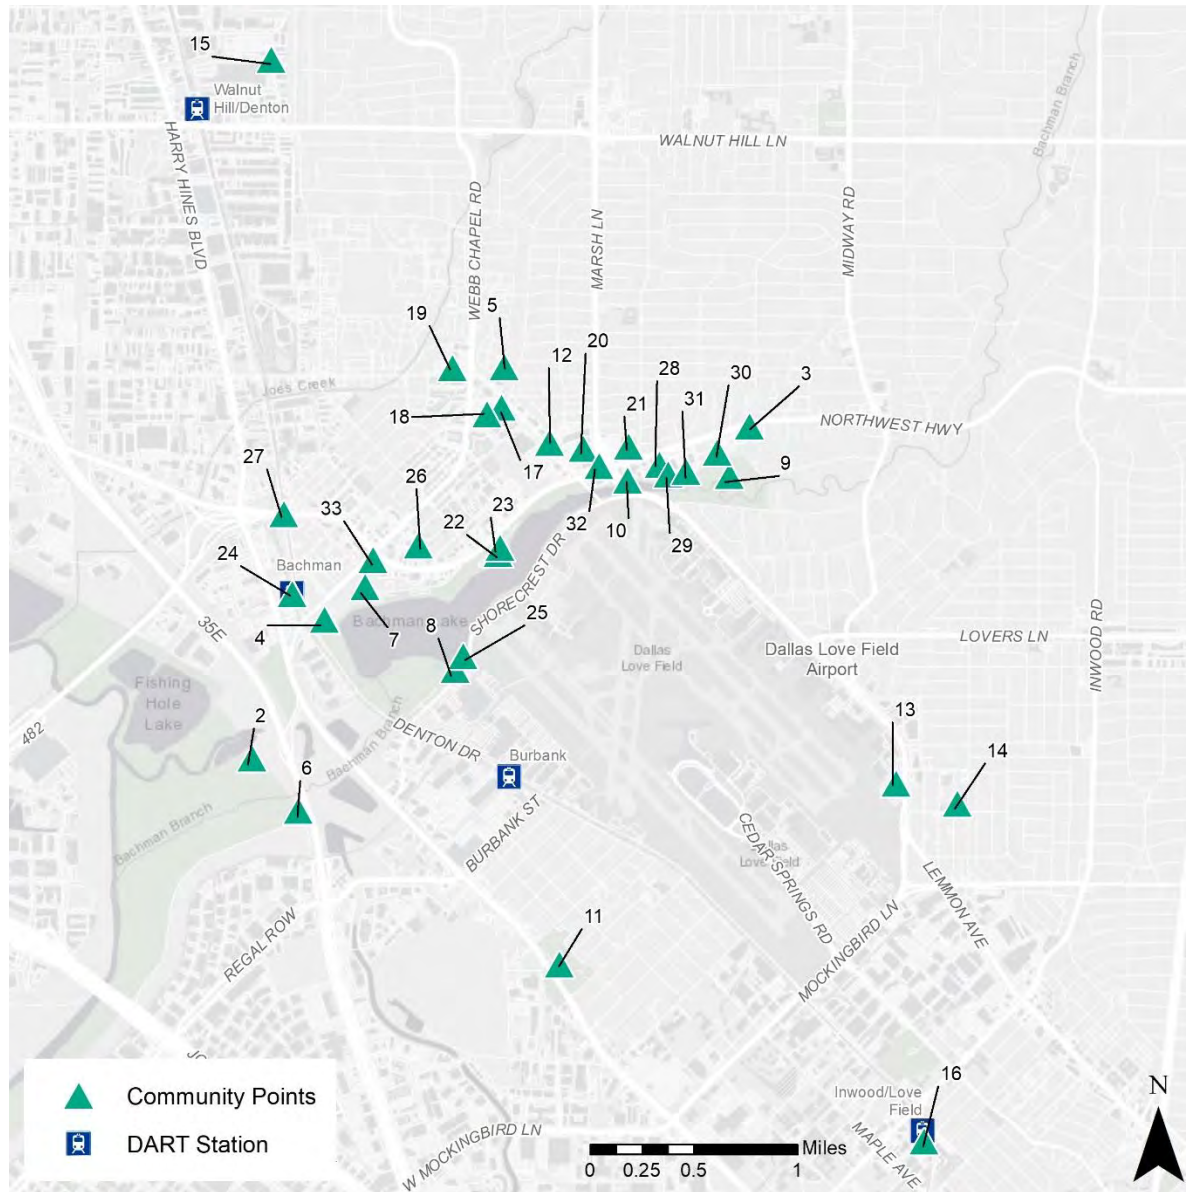 15
Walnut
Hill/Denton
HARRY HINES BLVD
WALNUT HILL LN
Bachman Branch
WEBB CHAPEL RD
MARSH LN
MIDWAY RD
19
5
12
20
28
30
3
Joes Creek
21
31
NORTHWEST HWY
18
17
27
26
33
22
23
32
10
29
9
24
Bachman
SHORECREST DR
4
35E
Bachman Lake
7
8
25
Dallas
Love Field
Dallas Love Field
Airport
LOVERS LN
INWOOD RD
Fishing
Hole
Lake
482
2
6
Bachman Branch
DENTON DR
Burbank
13
14
Bachman Branch
BURBANK ST
CEDAR SPRINGS RD
Love Field
LEMMON AVE
MOCKINGBIRD LN
REGAL ROW
11
Community Points
DART Station
Inwood/Love
Field
16
MAPLE AVE
W MOCKINGBIRD LN
N
Miles
0 0.25 0.5 1